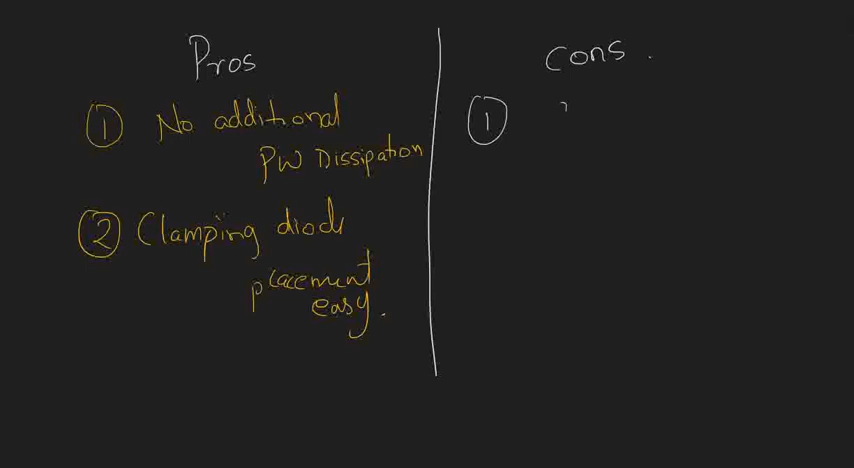 Pros
① No additional
PW Dissipation
② Clamping diode
placement
easy.
Cons.
①